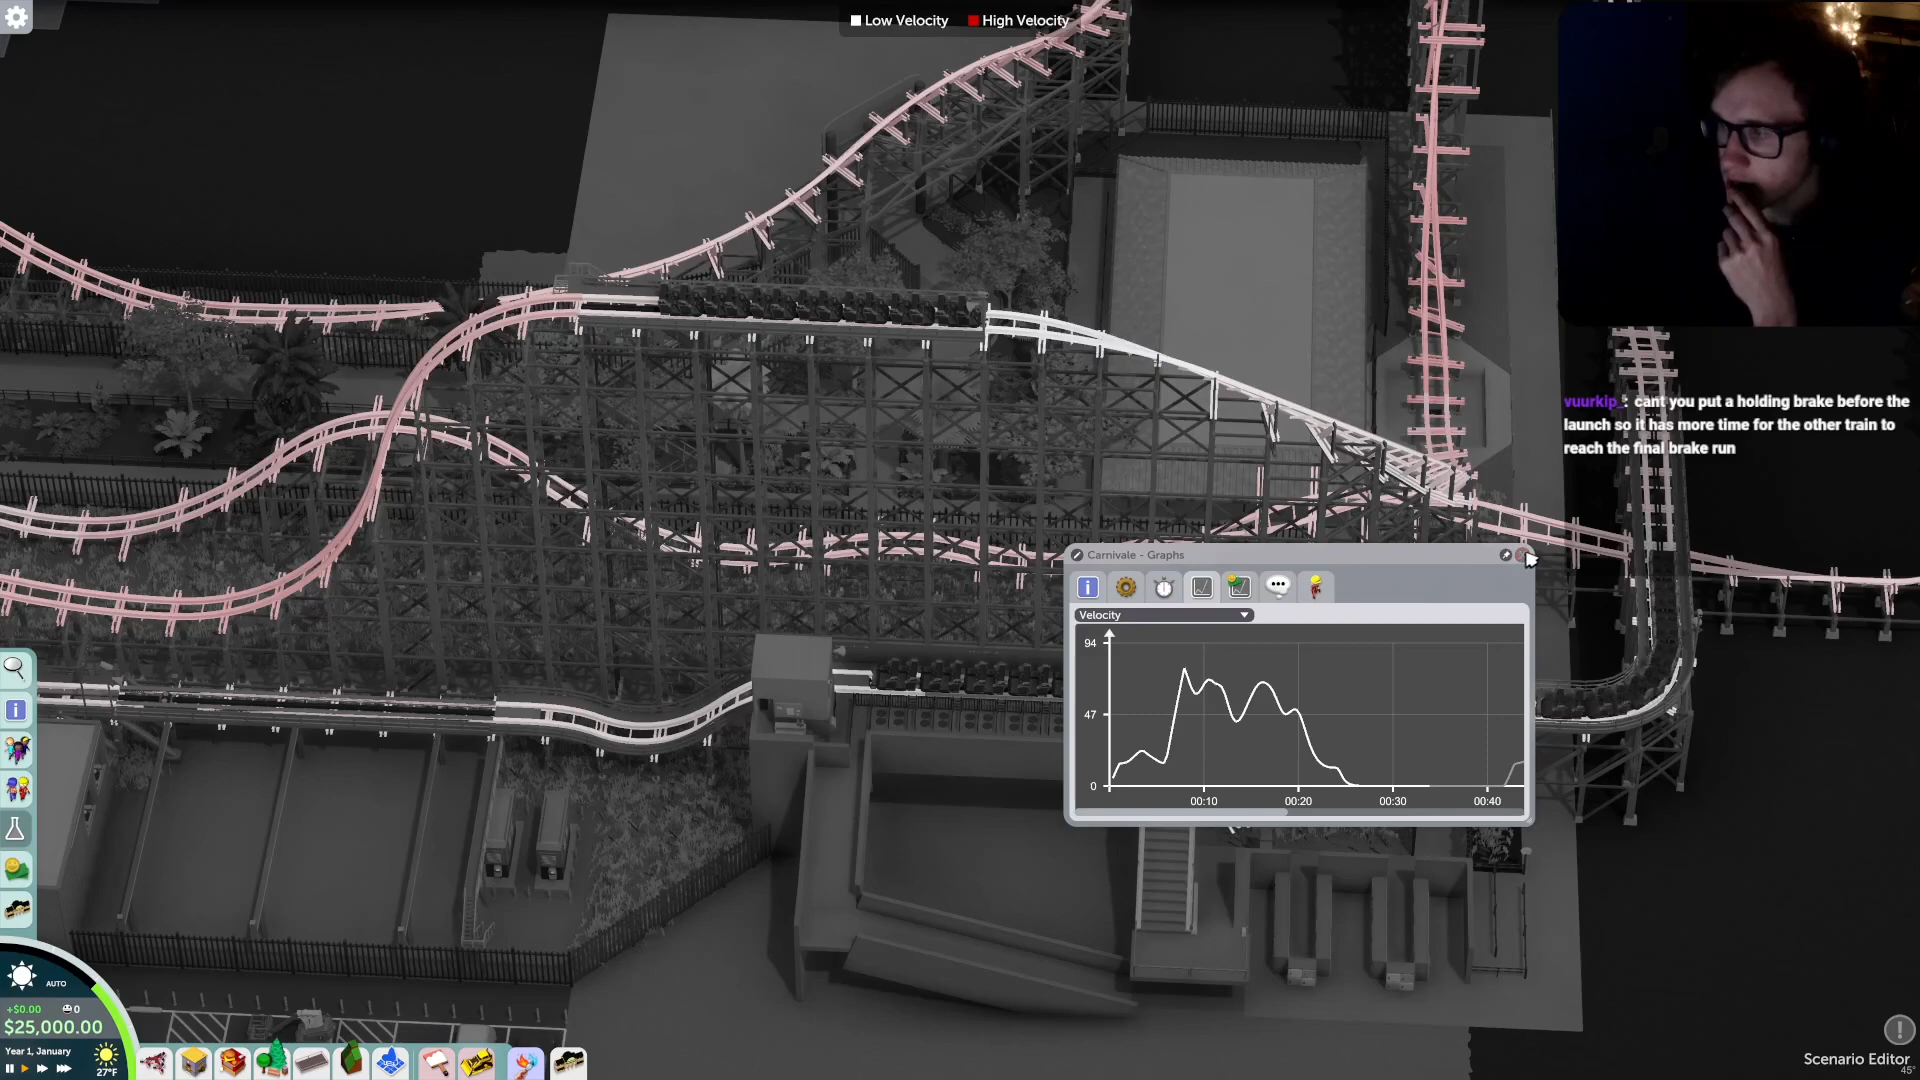 Low Velocity High Velocity
vuurkip_: cant you put a holding brake before the
launch so it has more time for the other train to
reach the final brake run
Carnivale - Graphs
Velocity
94
47
0
00:10 00:20 00:30 00:40
AUTO
+$0.00 0
$25,000.00
Year 1, January
27°F
Scenario Editor
45°